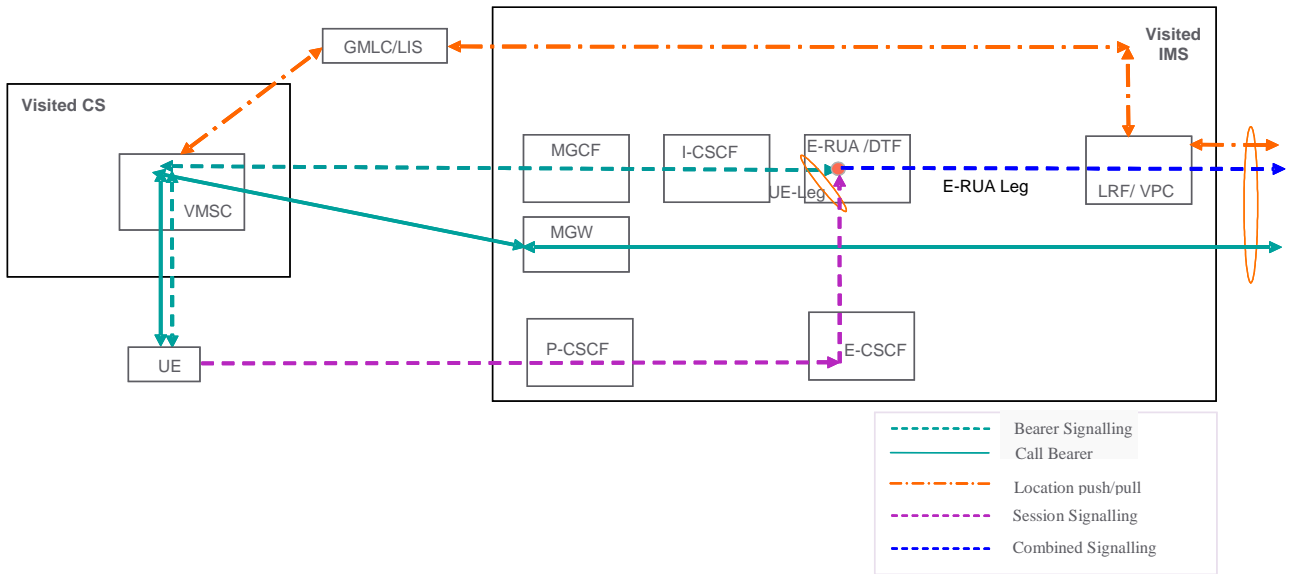 GMLC/LIS
Visited
IMS
Visited CS
MGCF
I-CSCF
E-RUA /DTF
UE-Leg
E-RUA Leg
LRF/ VPC
VMSC
MGW
P-CSCF
E-CSCF
UE
Bearer Signalling
Call Bearer
Location push/pull
Session Signalling
Combined Signalling